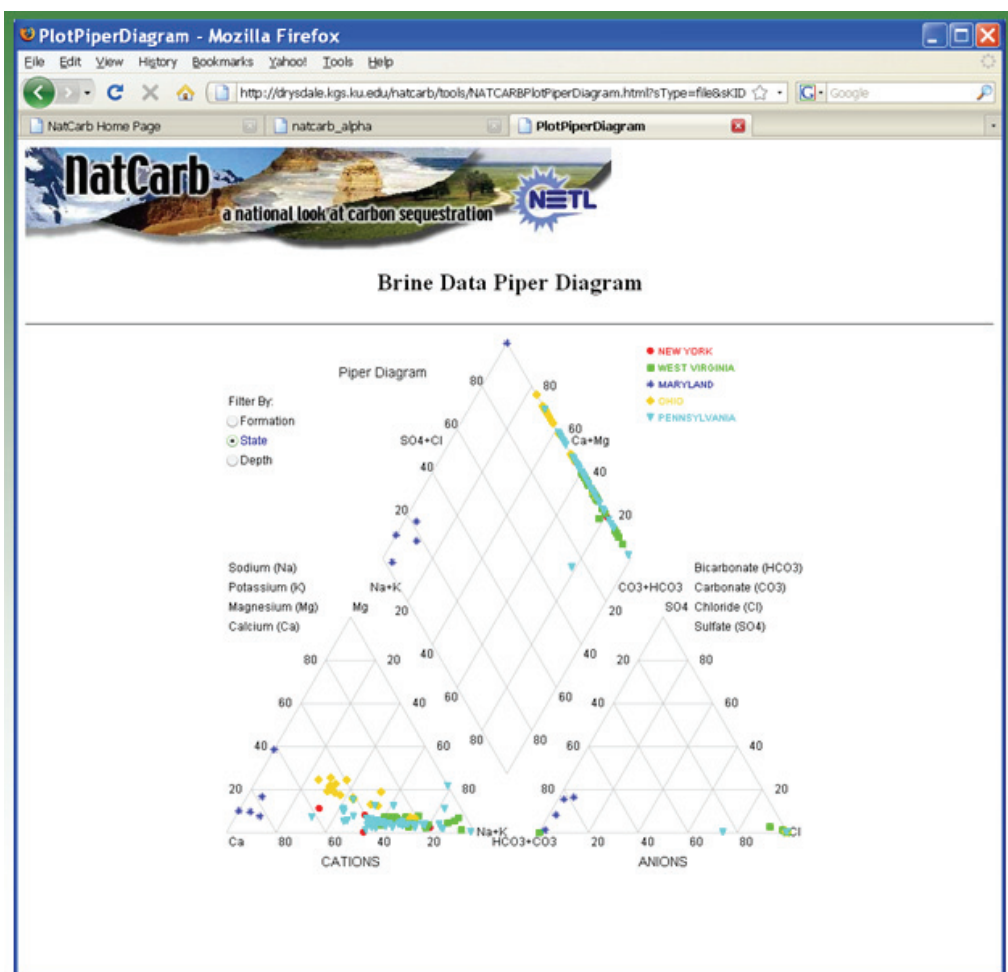 PlotPiperDiagram - Mozilla Firefox
File Edit View History Bookmarks Yahoo! Tools Help
http://drysdale.kgs.ku.edu/natcarb/tools/NATCARBPlotPiperDiagram.html?sType=file&sKID
Google
NatCarb Home Page
natcarb_alpha
PlotPiperDiagram
NatCarb
a national look at carbon sequestration
NETL
Brine Data Piper Diagram
Piper Diagram
Filter By:
Formation
State
Depth
NEW YORK
WEST VIRGINIA
MARYLAND
OHIO
PENNSYLVANIA
80 80
60 60
SO4+Cl Ca+Mg
40 40
20 20
Sodium (Na)
Potassium (K)
Magnesium (Mg)
Calcium (Ca)
Na+K
Mg 20
CO3+HCO3
20 SO4
Bicarbonate (HCO3)
Carbonate (CO3)
Chloride (Cl)
Sulfate (SO4)
80 20 40 40 20 80
60 40 60 60 60
40 60 80 80 60 40
20 80 80 20
Ca 80 60 40 20 Na+K
HCO3+CO3 20 40 60 80 Cl
CATIONS ANIONS